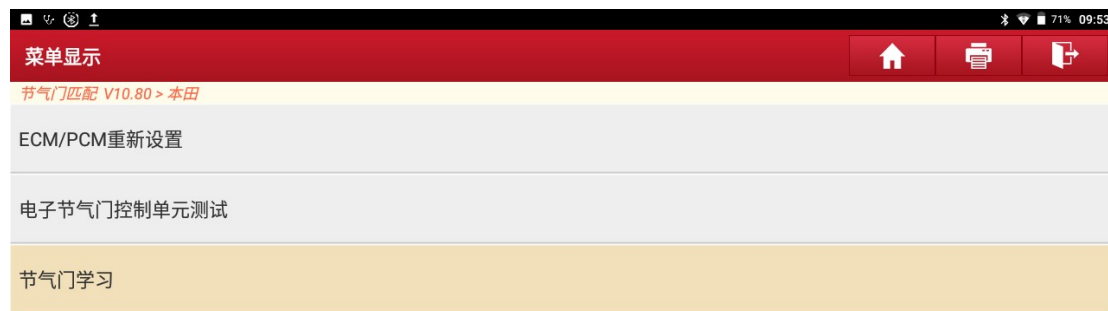 71% 09:53
菜单显示
节气门匹配 V10.80 > 本田
ECM/PCM重新设置
电子节气门控制单元测试
节气门学习